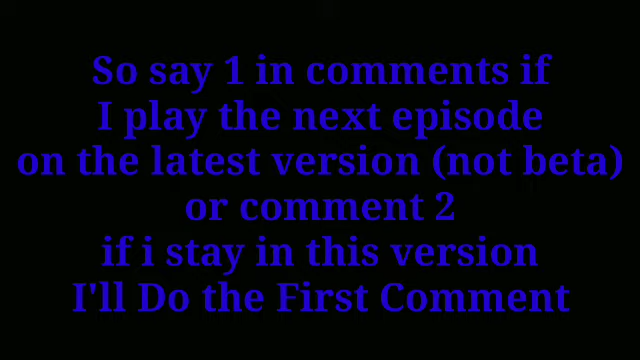 So say 1 in comments if
I play the next episode
on the latest version (not beta)
or comment 2
if i stay in this version
I'll Do the First Comment